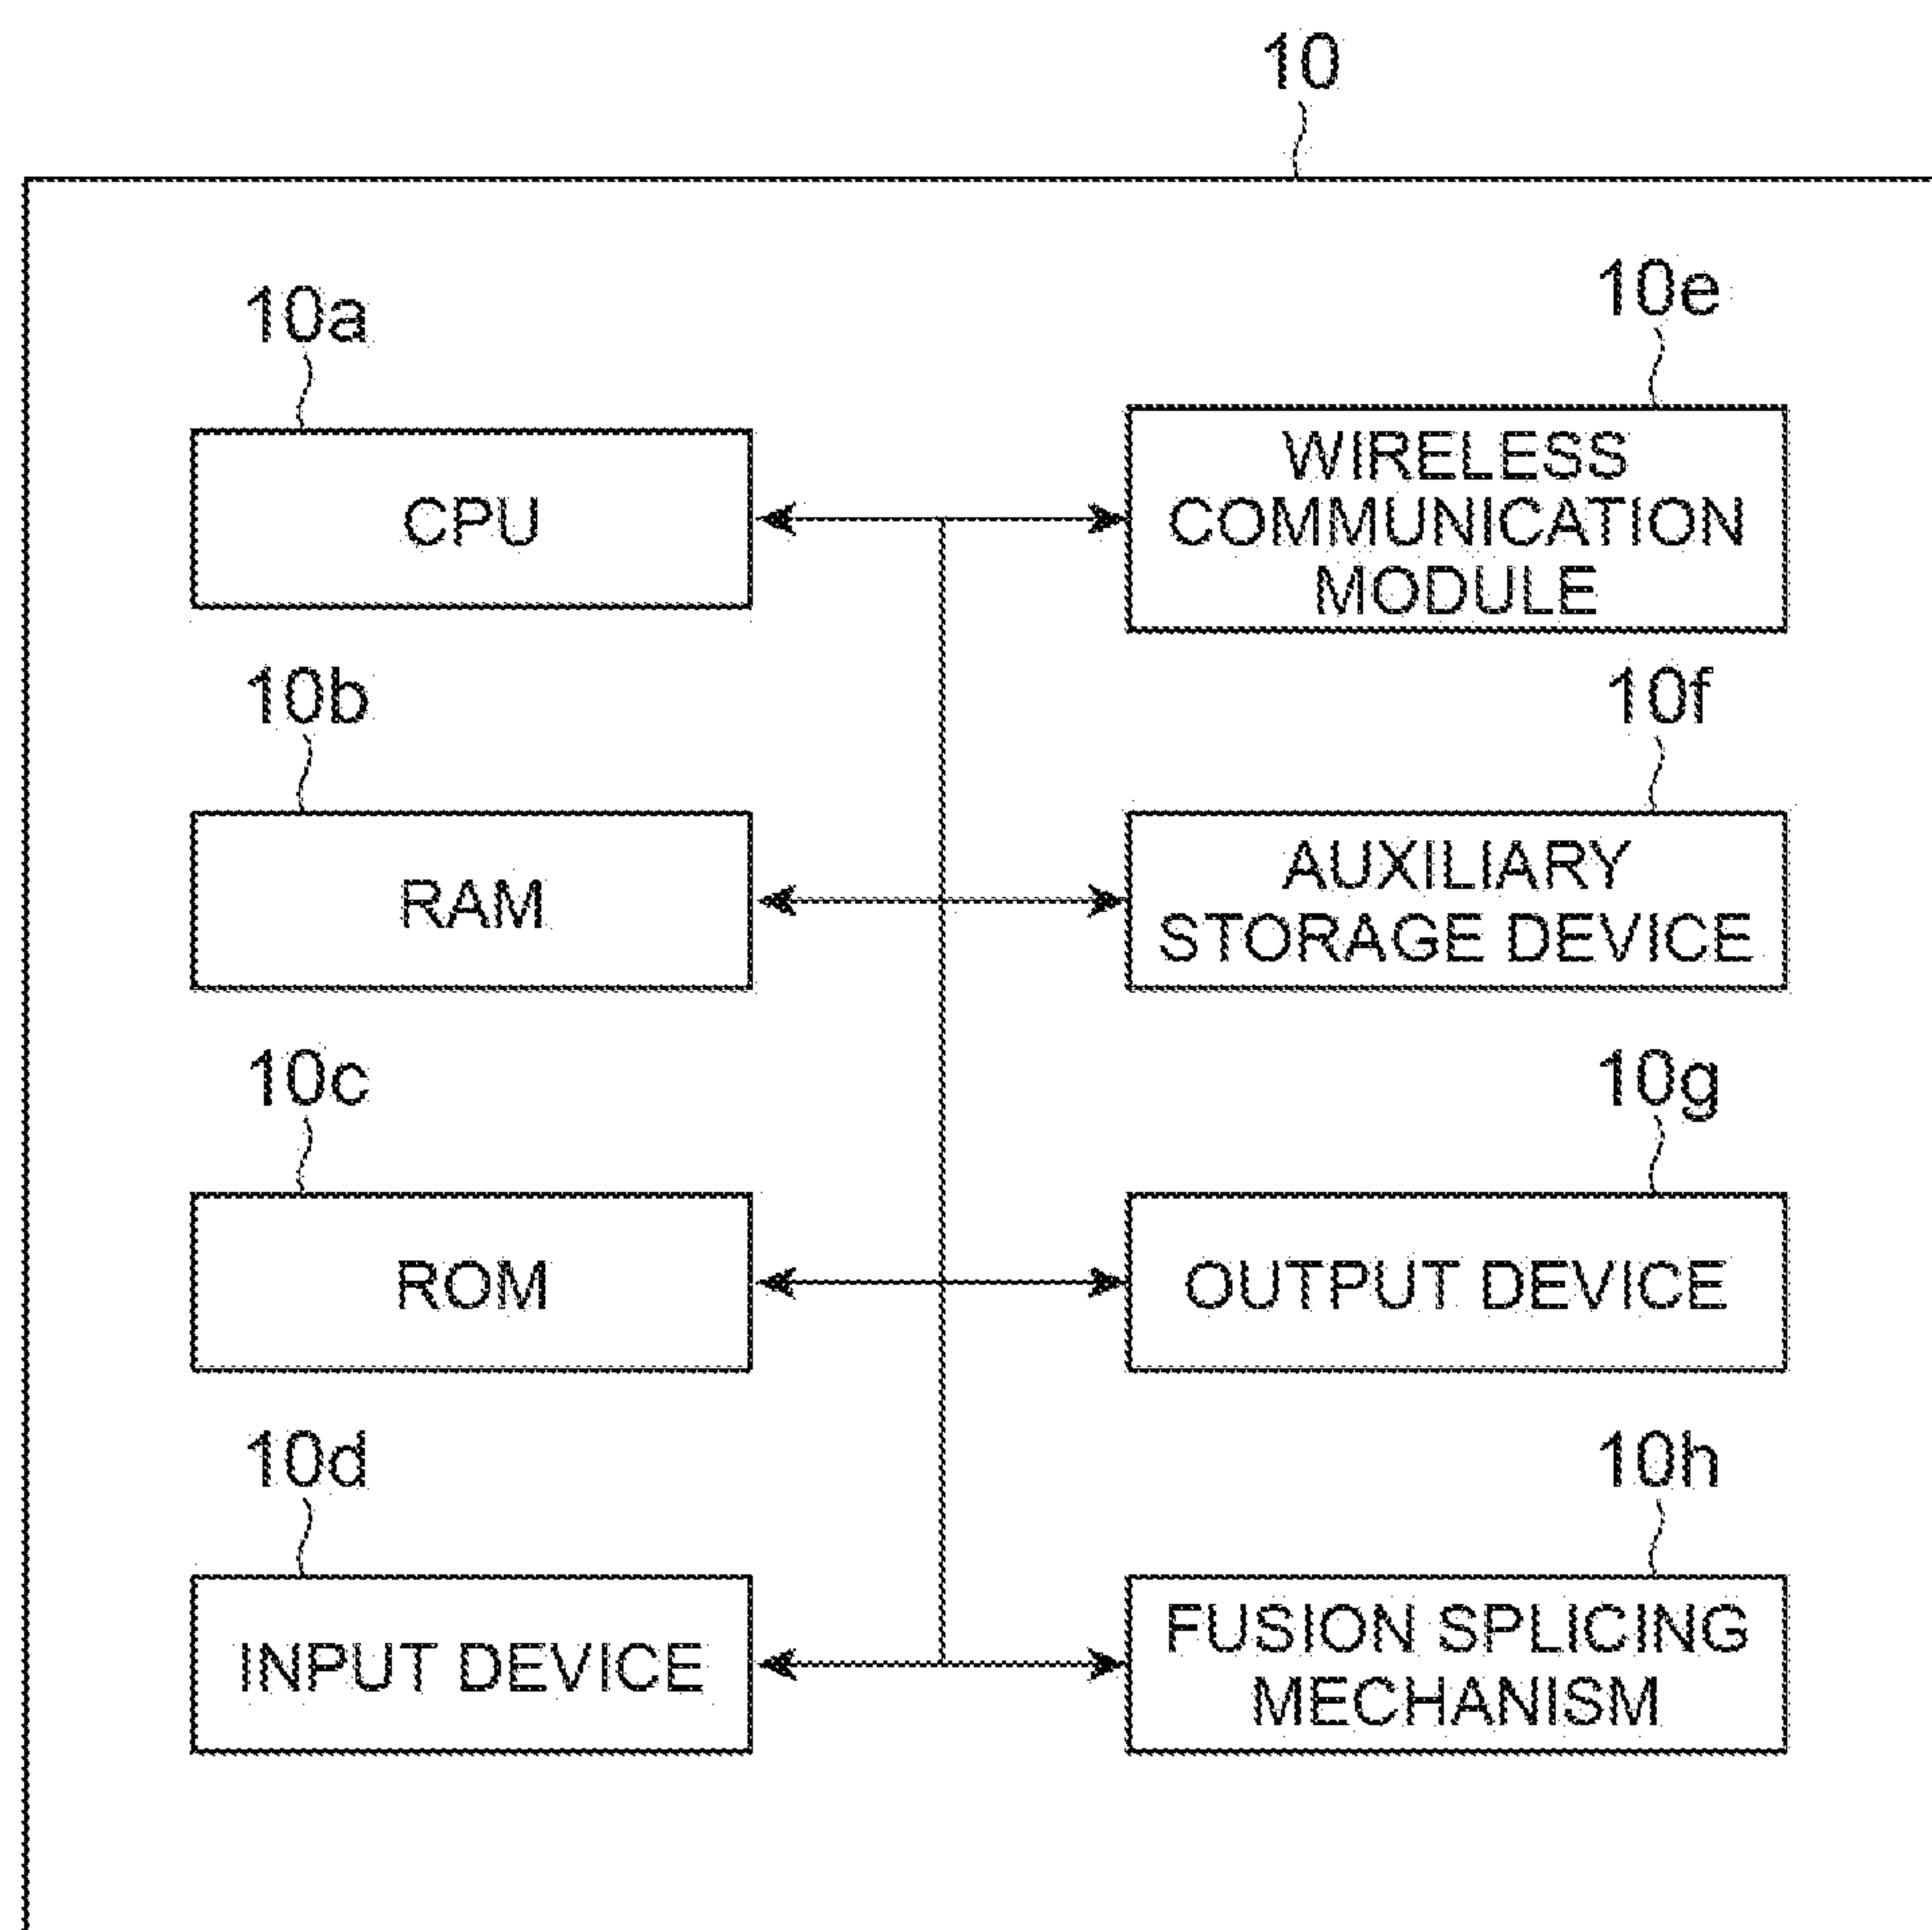 10
10a
CPU
10e
WIRELESS
COMMUNICATION
MODULE
10b
RAM
10f
AUXILIARY
STORAGE DEVICE
10c
ROM
10g
OUTPUT DEVICE
10d
INPUT DEVICE
10h
FUSION SPLICING
MECHANISM